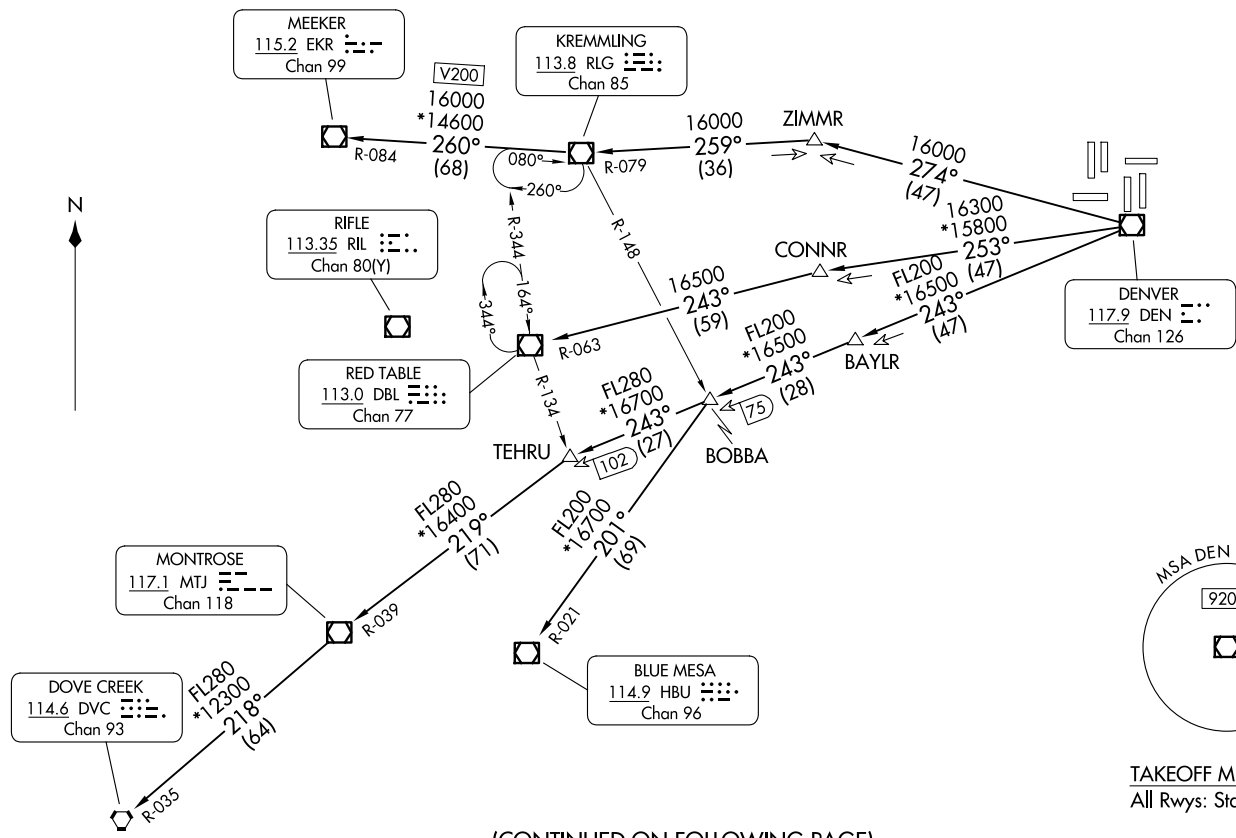 MEEKER
115.2 EKR
Chan 99
KREMMLING
113.8 RLG
Chan 85
V200
16000
*14600
260°
(68)
R-084
080°
260°
R-079
16000
259°
(36)
ZIMMR
16000
274°
(47)
16300
*15800
253°
(47)
CONNR
FL200
*16500
243°
(47)
DENVER
117.9 DEN
Chan 126
N
RIFLE
113.35 RIL
Chan 80(Y)
R-344
164°
344°
R-148
16500
243°
(59)
R-063
BAYLR
RED TABLE
113.0 DBL
Chan 77
R-134
FL200
*16500
243°
(28)
75
BOBBA
FL280
*16700
243°
(27)
TEHRU
102
FL280
*16400
219°
(71)
FL200
*16700
201°
(69)
MONTROSE
117.1 MTJ
Chan 118
R-039
R-021
BLUE MESA
114.9 HBU
Chan 96
DOVE CREEK
114.6 DVC
Chan 93
FL280
*12300
218°
(64)
R-035
MSA DEN
920
TAKEOFF M
All Rwys: Sta